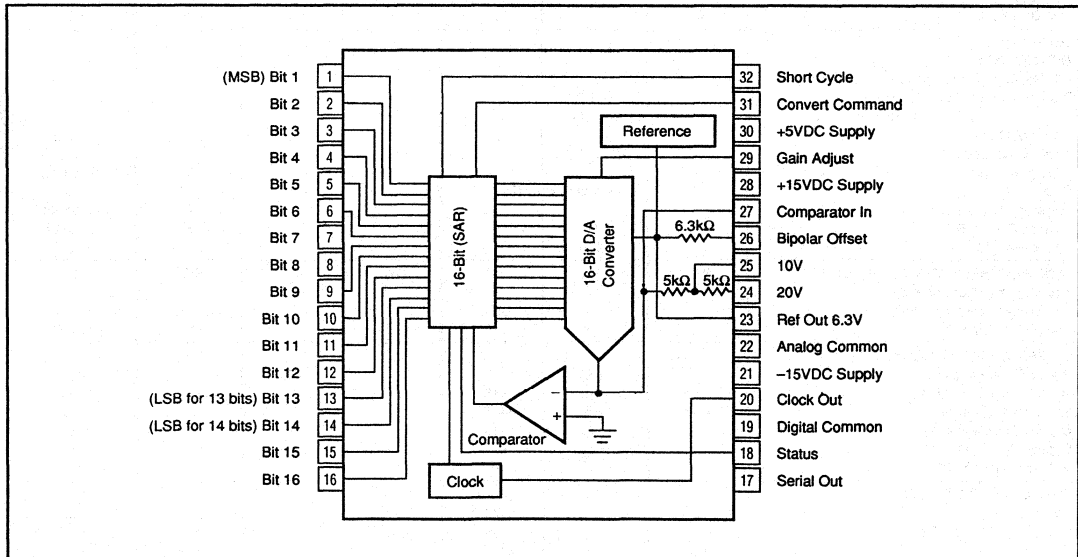 (MSB) Bit 1 1 32 Short Cycle
Bit 2 2 31 Convert Command
Bit 3 3 Reference 30 +5VDC Supply
Bit 4 4 29 Gain Adjust
Bit 5 5 28 +15VDC Supply
Bit 6 6 27 Comparator In
Bit 7 7 6.3kΩ 26 Bipolar Offset
Bit 8 8 25 10V
Bit 9 9 5kΩ 5kΩ 24 20V
Bit 10 10 23 Ref Out 6.3V
Bit 11 11 22 Analog Common
Bit 12 12 21 –15VDC Supply
(LSB for 13 bits) Bit 13 13 20 Clock Out
(LSB for 14 bits) Bit 14 14 19 Digital Common
Bit 15 15 18 Status
Bit 16 16 17 Serial Out
16-Bit (SAR)
16-Bit D/A
Converter
–
+
Comparator
Clock